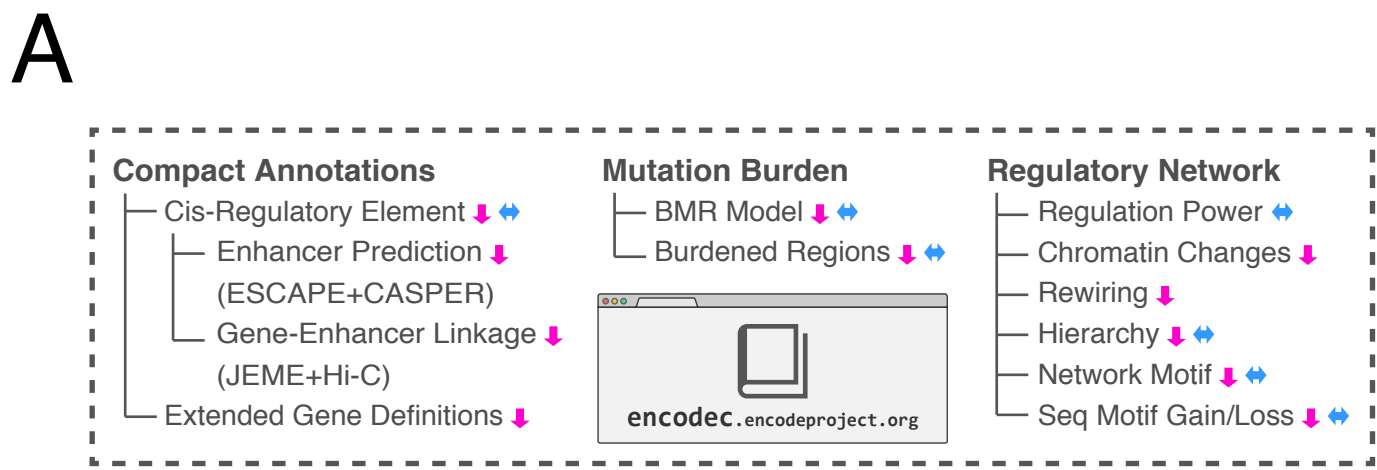 A
Compact Annotations
Cis-Regulatory Element
Enhancer Prediction
(ESCAPE+CASPER)
Gene-Enhancer Linkage
(JEME+Hi-C)
Extended Gene Definitions
Mutation Burden
BMR Model
Burdened Regions
encodec.encodeproject.org
Regulatory Network
Regulation Power
Chromatin Changes
Rewiring
Hierarchy
Network Motif
Seq Motif Gain/Loss